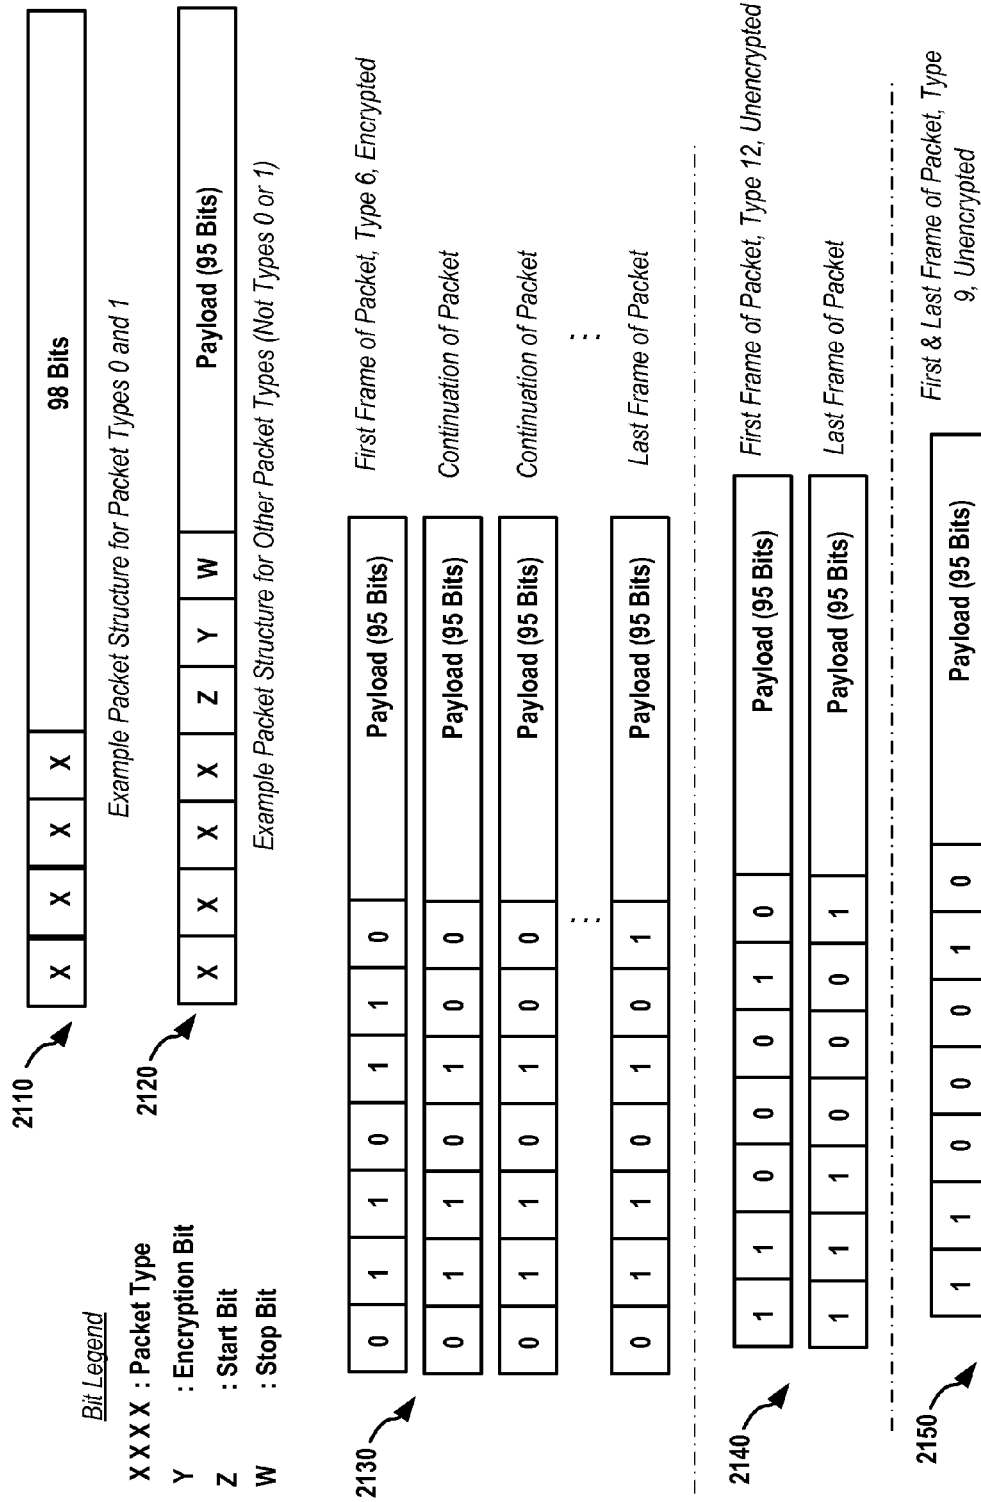 2110
X X X X 98 Bits
Example Packet Structure for Packet Types 0 and 1
Bit Legend
X X X X : Packet Type
Y : Encryption Bit
Z : Start Bit
W : Stop Bit
2120
X X X X Z Y W Payload (95 Bits)
Example Packet Structure for Other Packet Types (Not Types 0 or 1)
2130
0 1 1 0 1 1 0 Payload (95 Bits) First Frame of Packet, Type 6, Encrypted
0 1 1 0 1 0 0 Payload (95 Bits) Continuation of Packet
0 1 1 0 1 0 0 Payload (95 Bits) Continuation of Packet
... ...
0 1 1 0 1 0 1 Payload (95 Bits) Last Frame of Packet
2140
1 1 0 0 0 1 0 Payload (95 Bits) First Frame of Packet, Type 12, Unencrypted
1 1 1 0 0 0 1 Payload (95 Bits) Last Frame of Packet
2150
1 1 0 0 0 1 0 Payload (95 Bits) First & Last Frame of Packet, Type
9, Unencrypted